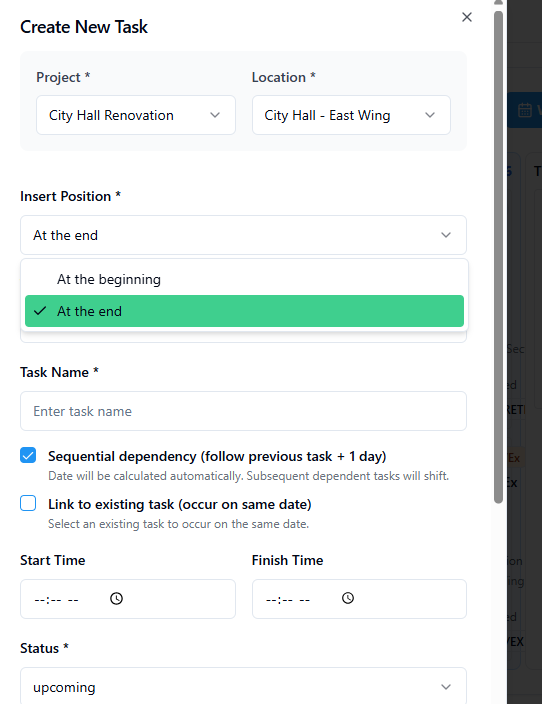 Create New Task
Project *
Location *
City Hall Renovation
City Hall - East Wing
Insert Position *
At the end
At the beginning
At the end
Task Name *
Enter task name
Sequential dependency (follow previous task + 1 day)
Date will be calculated automatically. Subsequent dependent tasks will shift.
Link to existing task (occur on same date)
Select an existing task to occur on the same date.
Start Time
Finish Time
--:-- --
--:-- --
Status *
upcoming